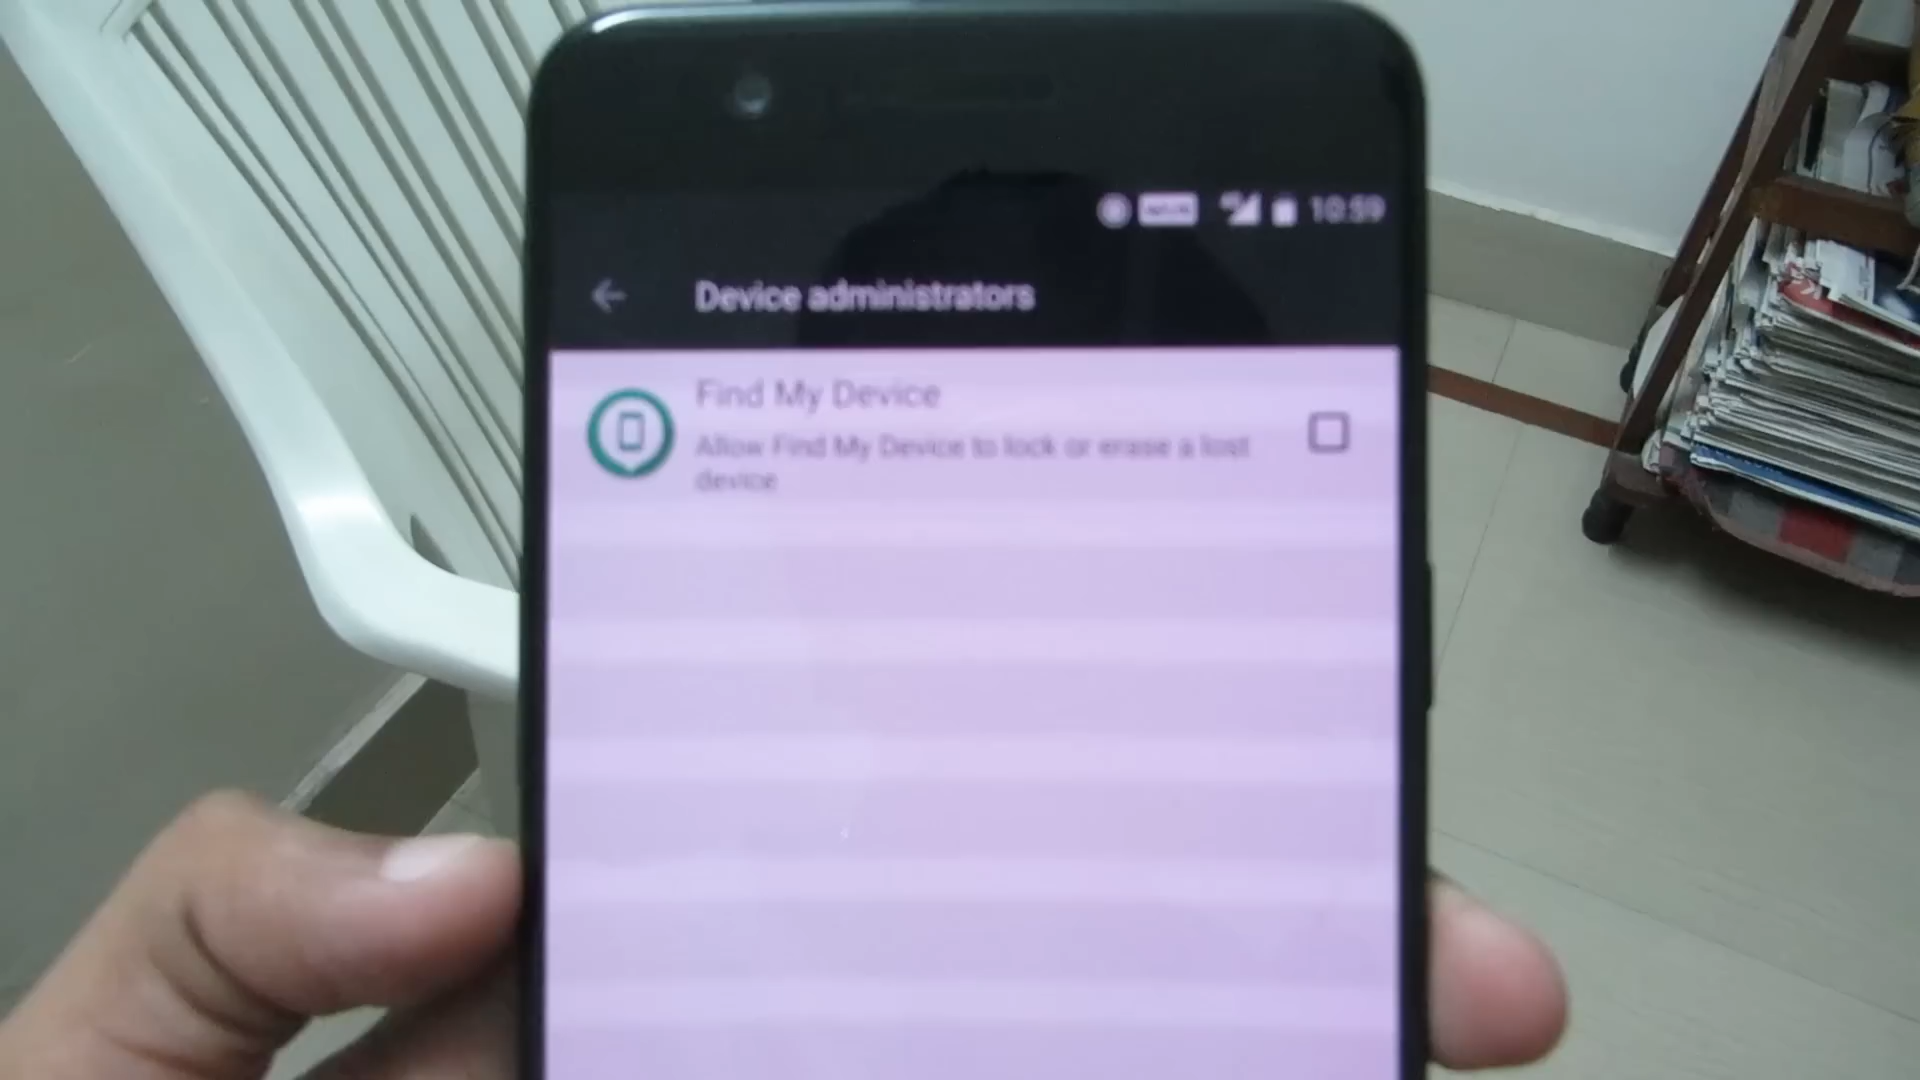 10:59
Device administrators
Find My Device
Allow Find My Device to lock or erase a lost
device